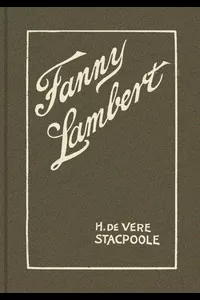 Fanny
Lambert
H. DE VERE
STACPOOLE